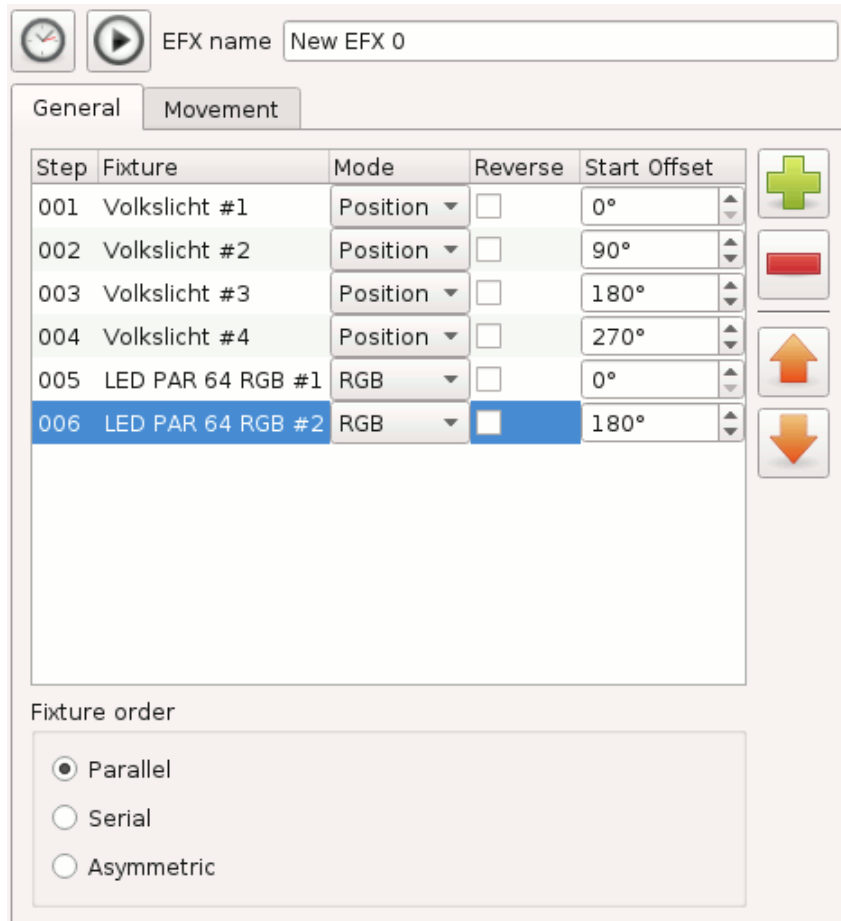 EFX name New EFX 0
General Movement
Step Fixture Mode Reverse Start Offset
001 Volkslicht #1 Position 0°
002 Volkslicht #2 Position 90°
003 Volkslicht #3 Position 180°
004 Volkslicht #4 Position 270°
005 LED PAR 64 RGB #1 RGB 0°
006 LED PAR 64 RGB #2 RGB 180°
Fixture order
Parallel
Serial
Asymmetric